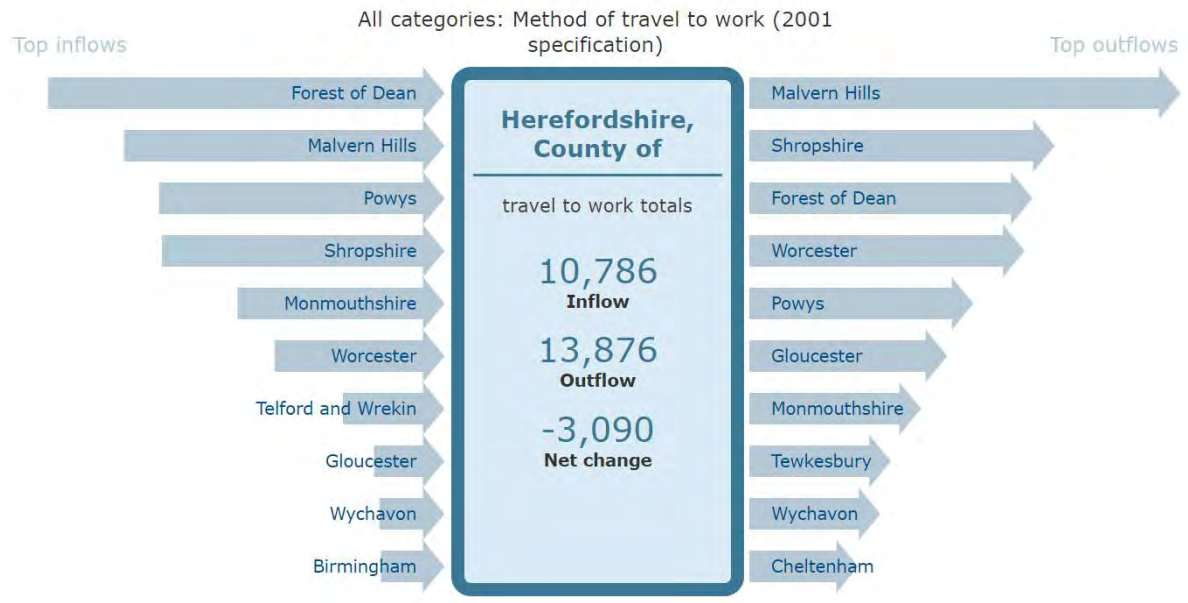 All categories: Method of travel to work (2001
specification)
Top inflows
Top outflows
Forest of Dean
Malvern Hills
Powys
Shropshire
Monmouthshire
Worcester
Telford and Wrekin
Gloucester
Wychavon
Birmingham
Herefordshire,
County of
travel to work totals
10,786
Inflow
13,876
Outflow
-3,090
Net change
Malvern Hills
Shropshire
Forest of Dean
Worcester
Powys
Gloucester
Monmouthshire
Tewkesbury
Wychavon
Cheltenham